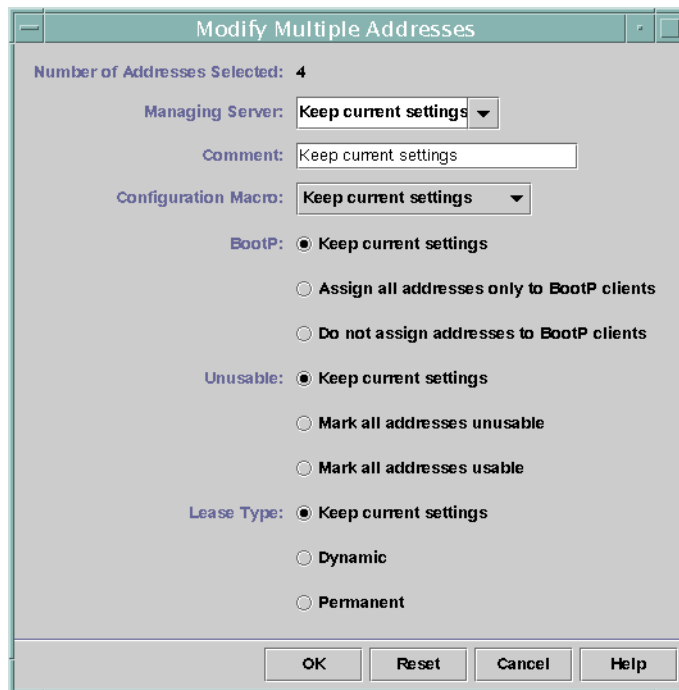 Modify Multiple Addresses
Number of Addresses Selected: 4
Managing Server: Keep current settings
Comment: Keep current settings
Configuration Macro: Keep current settings
BootP: Keep current settings
Assign all addresses only to BootP clients
Do not assign addresses to BootP clients
Unusable: Keep current settings
Mark all addresses unusable
Mark all addresses usable
Lease Type: Keep current settings
Dynamic
Permanent
OK Reset Cancel Help